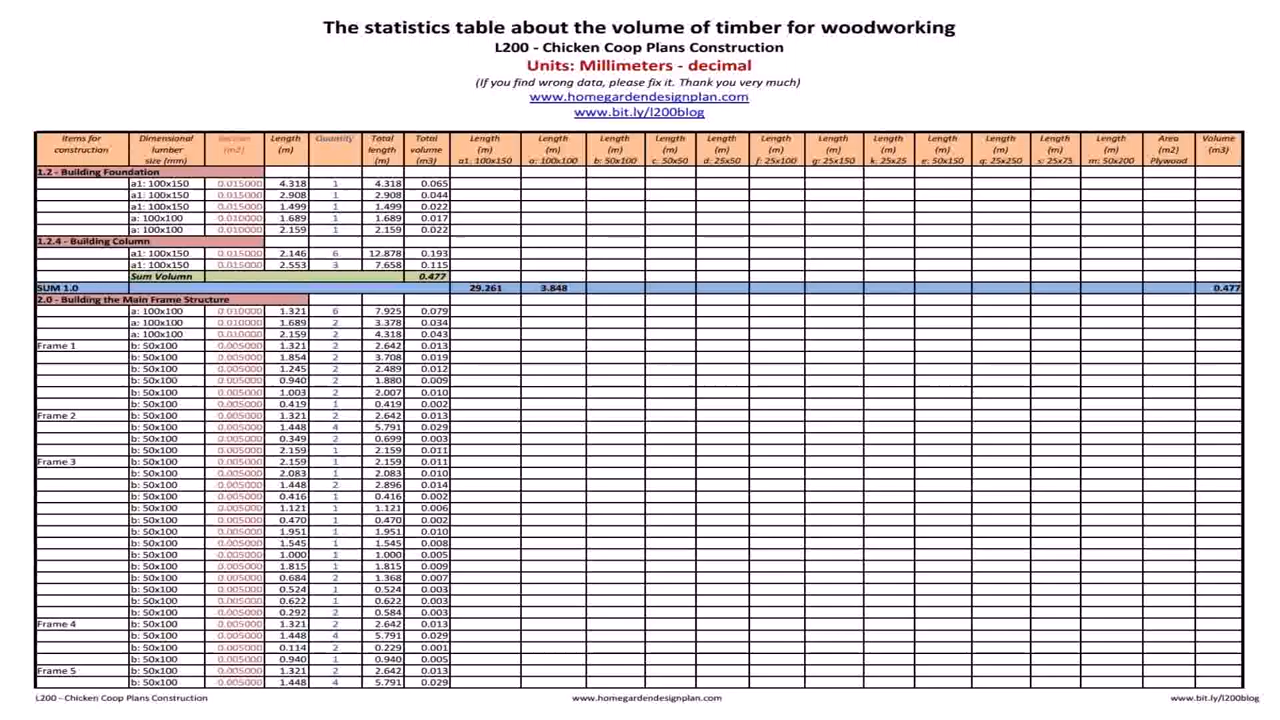 The statistics table about the volume of timber for woodworking
L200 - Chicken Coop Plans Construction
Units: Millimeters - decimal
(If you find wrong data, please fix it. Thank you very much)
www.homegardendesignplan.com
www.bit.ly/l200blog
Items for construction Dimensional lumber size (mm) (m2) Length (m) Quantity Total length (m) Total volume (m3) Length (m) a1: 100x150 Length (m) a: 100x100 Length (m) b: 50x100 Length (m) c: 50x50 Length (m) d: 25x50 Length (m) f: 25x100 Length (m) g: 25x150 Length (m) k: 25x25 Length (m) e: 50x150 Length (m) q: 25x250 Length (m) s: 25x75 Length (m) m: 50x200 Area (m2) Plywood Volume (m3)
1.2 - Building Foundation
a1: 100x150 0.015000 4.318 1 4.318 0.065
a1: 100x150 0.015000 2.908 1 2.908 0.044
a1: 100x150 0.015000 1.499 1 1.499 0.022
a: 100x100 0.010000 1.689 1 1.689 0.017
a: 100x100 0.010000 2.159 1 2.159 0.022
1.2.4 - Building Column
a1: 100x150 0.015000 2.146 6 12.878 0.193
a1: 100x150 0.015000 2.553 3 7.658 0.115
Sum Volumn 0.477
SUM 1.0 29.261 3.848 0.477
2.0 - Building the Main Frame Structure
a: 100x100 0.010000 1.321 6 7.925 0.079
a: 100x100 0.010000 1.689 2 3.378 0.034
a: 100x100 0.010000 2.159 2 4.318 0.043
Frame 1 b: 50x100 0.005000 1.321 2 2.642 0.013
b: 50x100 0.005000 1.854 2 3.708 0.019
b: 50x100 0.005000 1.245 2 2.489 0.012
b: 50x100 0.005000 0.940 2 1.880 0.009
b: 50x100 0.005000 1.003 2 2.007 0.010
b: 50x100 0.005000 0.419 1 0.419 0.002
Frame 2 b: 50x100 0.005000 1.321 2 2.642 0.013
b: 50x100 0.005000 1.448 4 5.791 0.029
b: 50x100 0.005000 0.349 2 0.699 0.003
b: 50x100 0.005000 2.159 1 2.159 0.011
Frame 3 b: 50x100 0.005000 2.159 1 2.159 0.011
b: 50x100 0.005000 2.083 1 2.083 0.010
b: 50x100 0.005000 1.448 2 2.896 0.014
b: 50x100 0.005000 0.416 1 0.416 0.002
b: 50x100 0.005000 1.121 1 1.121 0.006
b: 50x100 0.005000 0.470 1 0.470 0.002
b: 50x100 0.005000 1.951 1 1.951 0.010
b: 50x100 0.005000 1.545 1 1.545 0.008
b: 50x100 0.005000 1.000 1 1.000 0.005
b: 50x100 0.005000 1.815 1 1.815 0.009
b: 50x100 0.005000 0.684 2 1.368 0.007
b: 50x100 0.005000 0.524 1 0.524 0.003
b: 50x100 0.005000 0.622 1 0.622 0.003
b: 50x100 0.005000 0.292 2 0.584 0.003
Frame 4 b: 50x100 0.005000 1.321 2 2.642 0.013
b: 50x100 0.005000 1.448 4 5.791 0.029
b: 50x100 0.005000 0.114 2 0.229 0.001
b: 50x100 0.005000 0.940 1 0.940 0.005
Frame 5 b: 50x100 0.005000 1.321 2 2.642 0.013
b: 50x100 0.005000 1.448 4 5.791 0.029
L200 - Chicken Coop Plans Construction www.homegardendesignplan.com www.bit.ly/l200blog